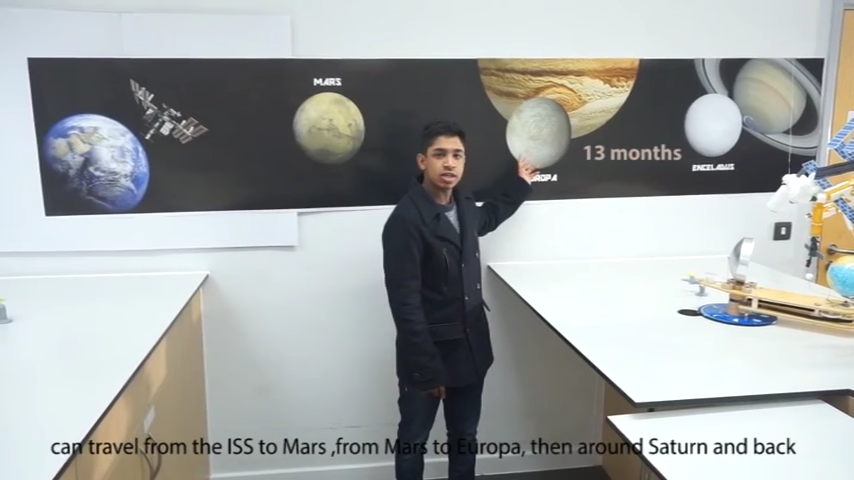 MARS
13 months
EUROPA
ENCELADUS
can travel from the ISS to Mars ,from Mars to Europa, then around Saturn and back